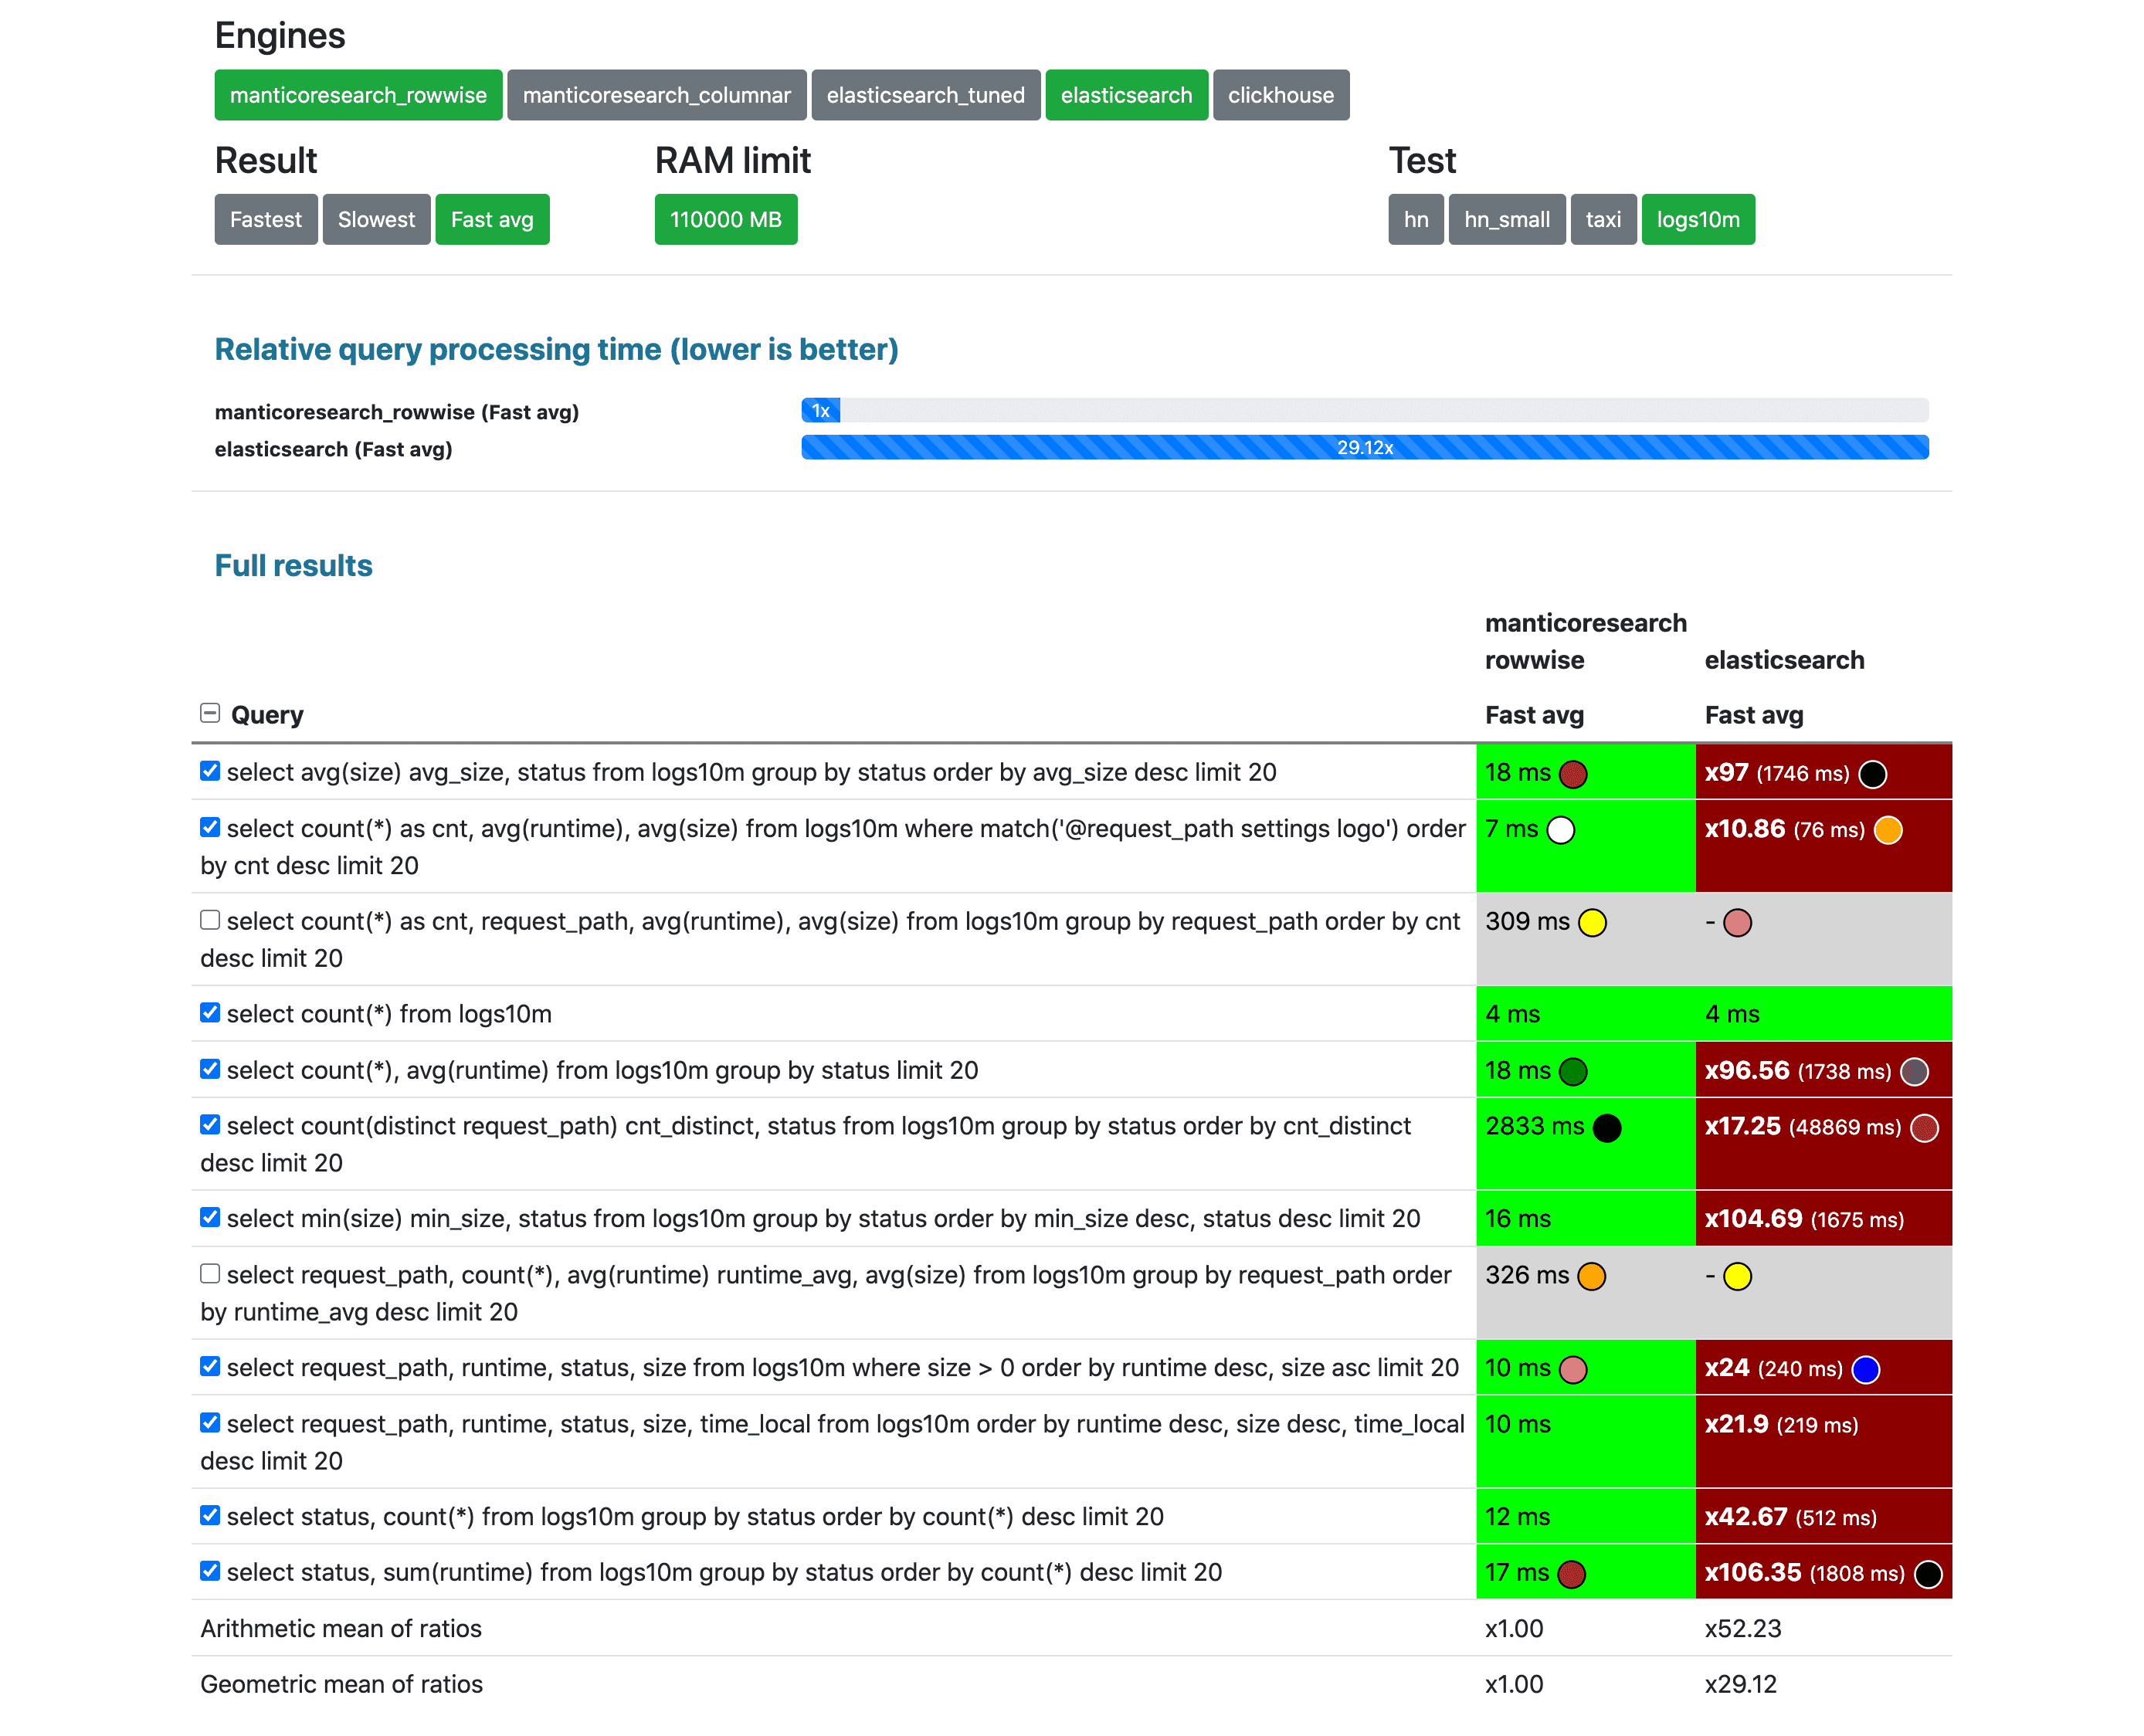 Engines
manticoresearch_rowwise manticoresearch_columnar elasticsearch_tuned elasticsearch clickhouse
Result RAM limit Test
Fastest Slowest Fast avg 110000 MB hn hn_small taxi logs10m
Relative query processing time (lower is better)
manticoresearch_rowwise (Fast avg) 1x
elasticsearch (Fast avg) 29.12x
Full results
manticoresearch
rowwise elasticsearch
Query Fast avg Fast avg
select avg(size) avg_size, status from logs10m group by status order by avg_size desc limit 20 18 ms x97 (1746 ms)
select count(*) as cnt, avg(runtime), avg(size) from logs10m where match('@request_path settings logo') order 7 ms x10.86 (76 ms)
by cnt desc limit 20
select count(*) as cnt, request_path, avg(runtime), avg(size) from logs10m group by request_path order by cnt 309 ms -
desc limit 20
select count(*) from logs10m 4 ms 4 ms
select count(*), avg(runtime) from logs10m group by status limit 20 18 ms x96.56 (1738 ms)
select count(distinct request_path) cnt_distinct, status from logs10m group by status order by cnt_distinct 2833 ms x17.25 (48869 ms)
desc limit 20
select min(size) min_size, status from logs10m group by status order by min_size desc, status desc limit 20 16 ms x104.69 (1675 ms)
select request_path, count(*), avg(runtime) runtime_avg, avg(size) from logs10m group by request_path order 326 ms -
by runtime_avg desc limit 20
select request_path, runtime, status, size from logs10m where size > 0 order by runtime desc, size asc limit 20 10 ms x24 (240 ms)
select request_path, runtime, status, size, time_local from logs10m order by runtime desc, size desc, time_local 10 ms x21.9 (219 ms)
desc limit 20
select status, count(*) from logs10m group by status order by count(*) desc limit 20 12 ms x42.67 (512 ms)
select status, sum(runtime) from logs10m group by status order by count(*) desc limit 20 17 ms x106.35 (1808 ms)
Arithmetic mean of ratios x1.00 x52.23
Geometric mean of ratios x1.00 x29.12